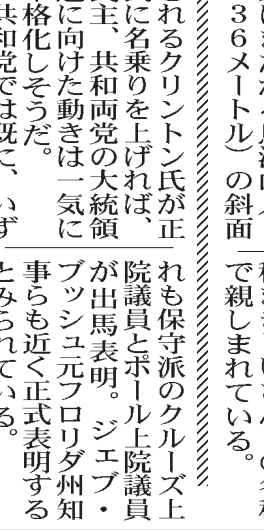 36メートル)の斜面
で親しまれている。
れるクリントン氏が正
に名乗りを上げれば、
主、共和両党の大統領
に向けた動きは一気に
格化しそうだ。
共和党では既に、いず
れも保守派のクルーズ上
院議員とポール上院議員
が出馬表明。ジェブ・
ブッシュ元フロリダ州知
事らも近く正式表明する
とみられている。